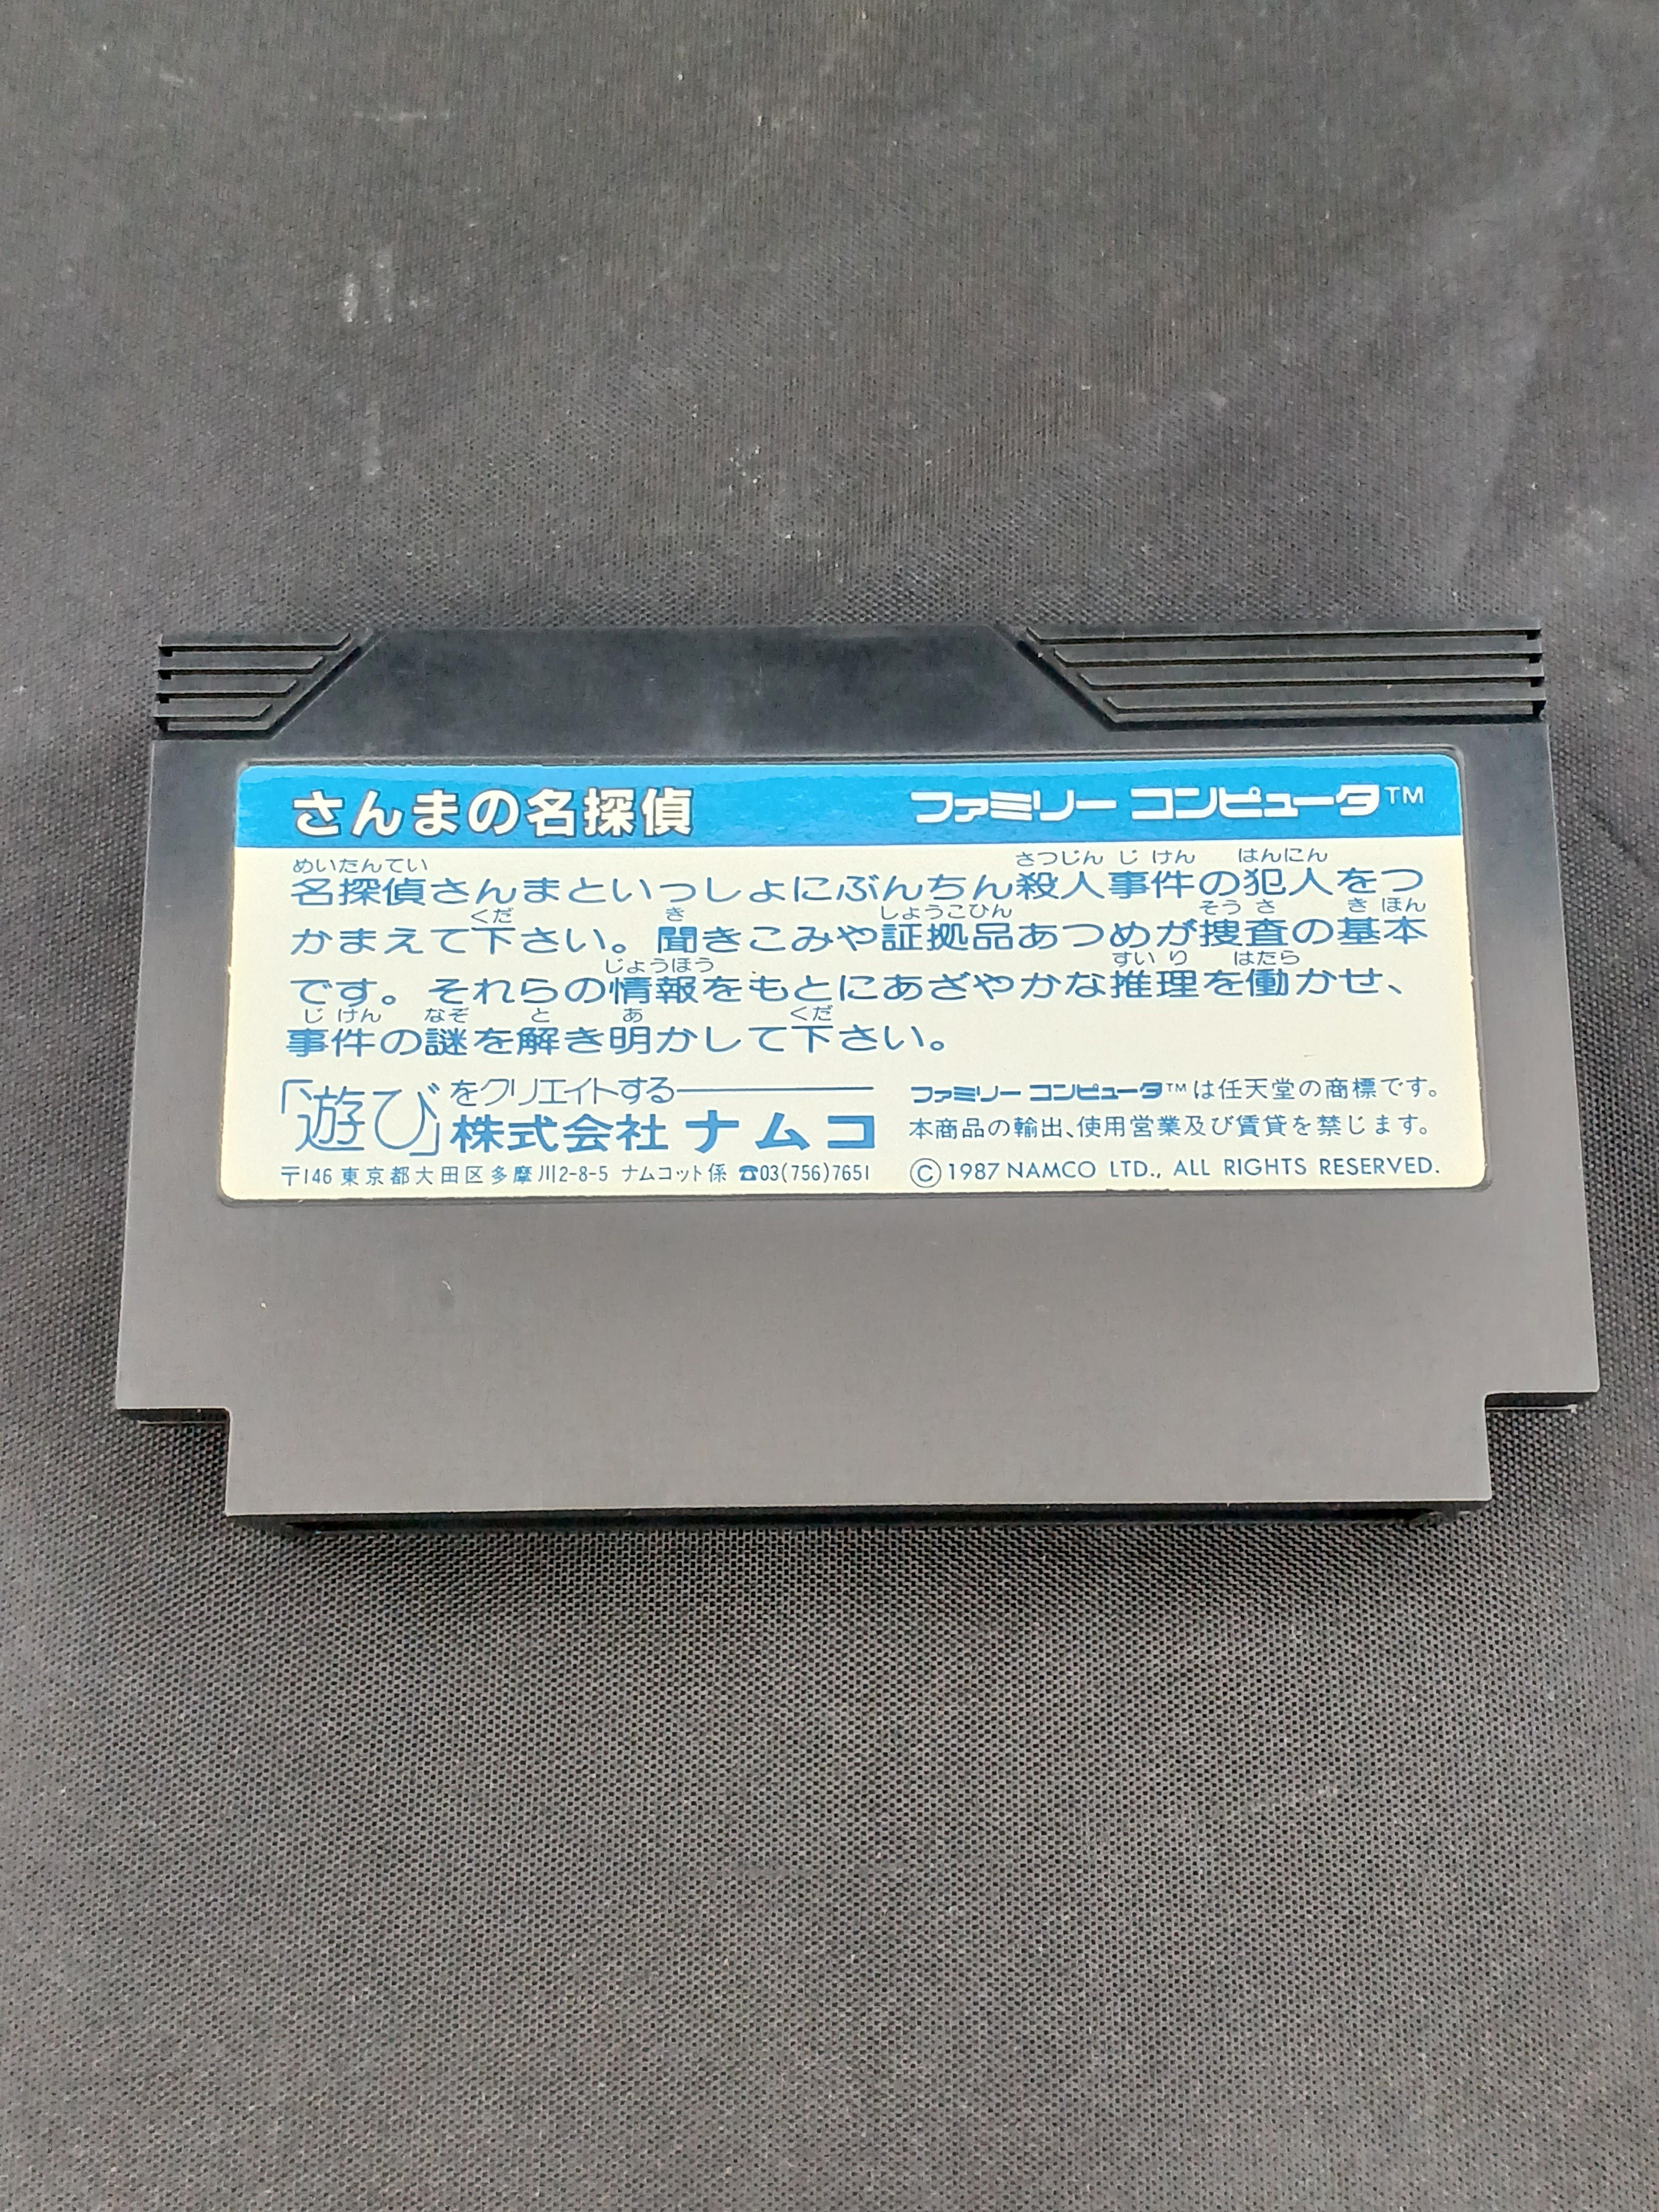 さんまの名探偵
ファミリー コンピュータ™
めいたんてい さつじん じ けん はんにん
名探偵さんまといっしょにぶんちん殺人事件の犯人をつ
くだ き しょうこひん そう さ き ほん
かまえて下さい。聞きこみや証拠品あつめが捜査の基本
じょうほう すい り はたら
です。それらの情報をもとにあざやかな推理を働かせ、
じ けん なぞ と あ くだ
事件の謎を解き明かして下さい。
「遊び」をクリエイトする
株式会社 ナムコ
〒146 東京都大田区多摩川2-8-5 ナムコット係 ☎03(756)7651
ファミリー コンピュータ™は任天堂の商標です。
本商品の輸出、使用営業及び賃貸を禁じます。
©1987 NAMCO LTD., ALL RIGHTS RESERVED.